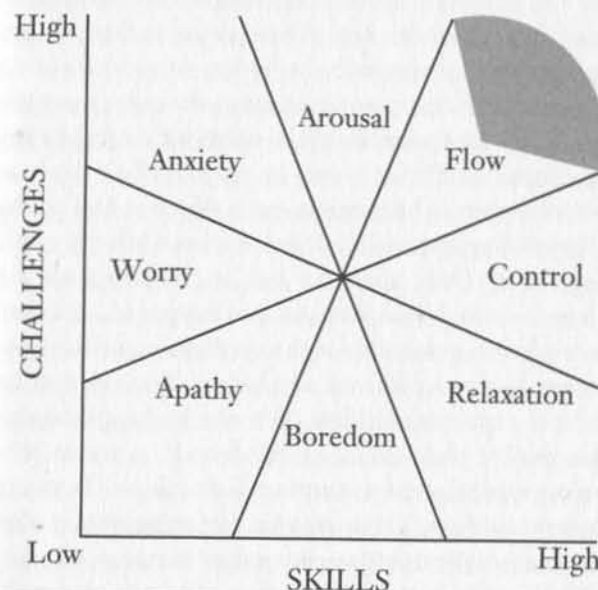 High
Arousal
Anxiety
Flow
CHALLENGES
Worry
Control
Apathy
Relaxation
Boredom
Low
High
SKILLS